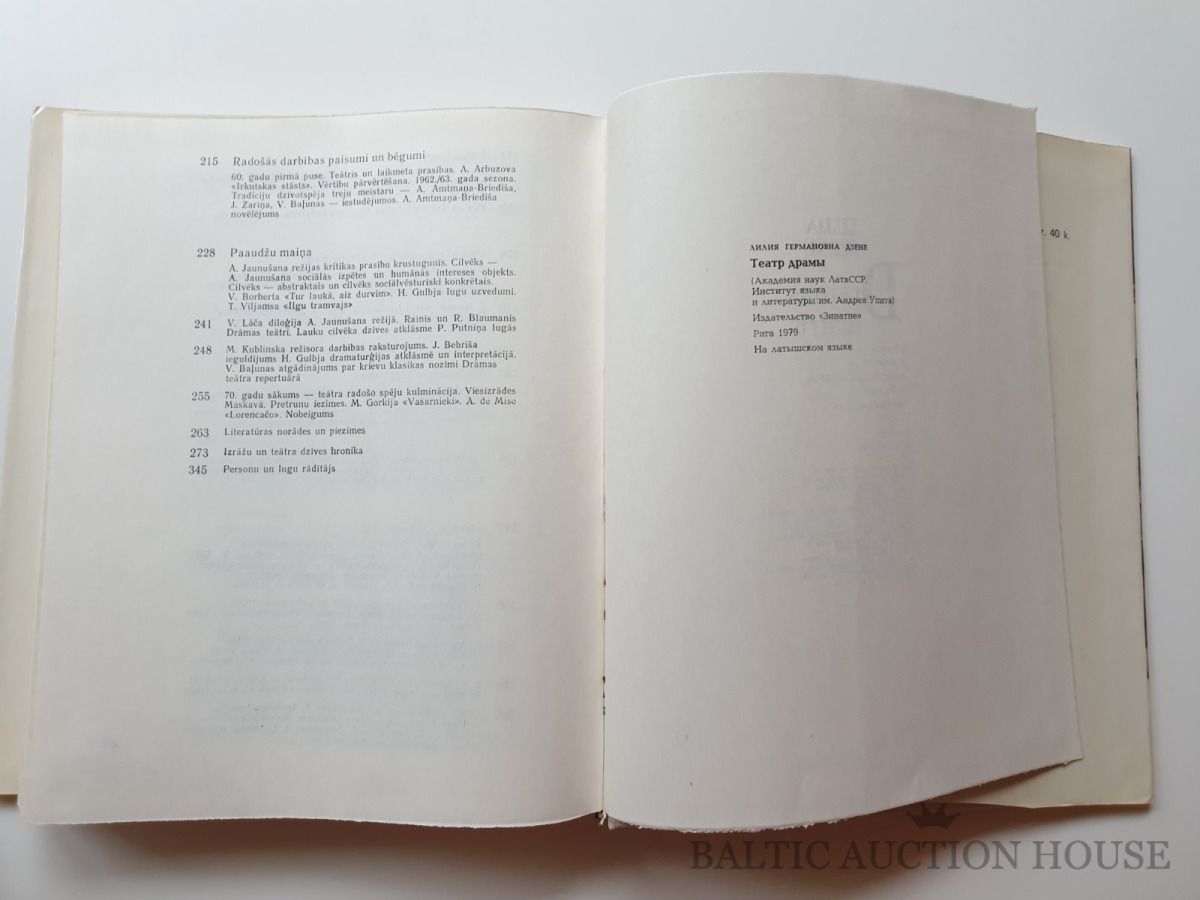 215 Radošās darbības paisumi un bēgumi
60. gadu pirmā puse. Teātris un laikmeta prasības. A. Arbuzova
«Irkutskas stāsts». Vērtību pārvērtēšana. 1962./63. gada sezona.
Tradīciju dzīvotspēja treju meistaru — A. Amtmaņa-Briediša,
J. Zariņa, V. Baļunas — iestudējumos. A. Amtmaņa-Briediša
novēlējums
228 Paaudžu maiņa
A. Jaunušana režijas kritikas prasību krustugunīs. Cilvēks —
A. Jaunušana sociālās izpētes un humānās intereses objekts.
Cilvēks — abstraktais un cilvēks sociālvēsturiski konkrētais.
V. Borherta «Tur laukā, aiz durvīm». H. Gulbja lugu uzvedumi.
T. Viljamsa «Ilgu tramvajs»
241 V. Lāča diloģija A. Jaunušana režijā. Rainis un R. Blaumanis
Drāmas teātrī. Lauku cilvēka dzīves atklāsme P. Putniņa lugās
248 M. Kublinska režisora darbības raksturojums. J. Bebriša
ieguldījums H. Gulbja dramaturģijas atklāsmē un interpretācijā.
V. Baļunas atgādinājums par krievu klasikas nozīmi Drāmas
teātra repertuārā
255 70. gadu sākums — teātra radošo spēju kulminācija. Viesizrādes
Maskavā. Pretrunu iezīmes. M. Gorkija «Vasarnieki». A. de Misē
«Lorencačo». Nobeigums
263 Literatūras norādes un piezīmes
273 Izrāžu un teātra dzīves hronika
345 Personu un lugu rādītājs
ЛИЛИЯ ГЕРМАНОВНА ДЗЕНЕ
Театр драмы
(Академия наук ЛатвССР.
Институт языка
и литературы им. Андрея Упита)
Издательство «Зинатне»
Рига 1979
На латышском языке
r. 40 k.
BALTIC AUCTION HOUSE